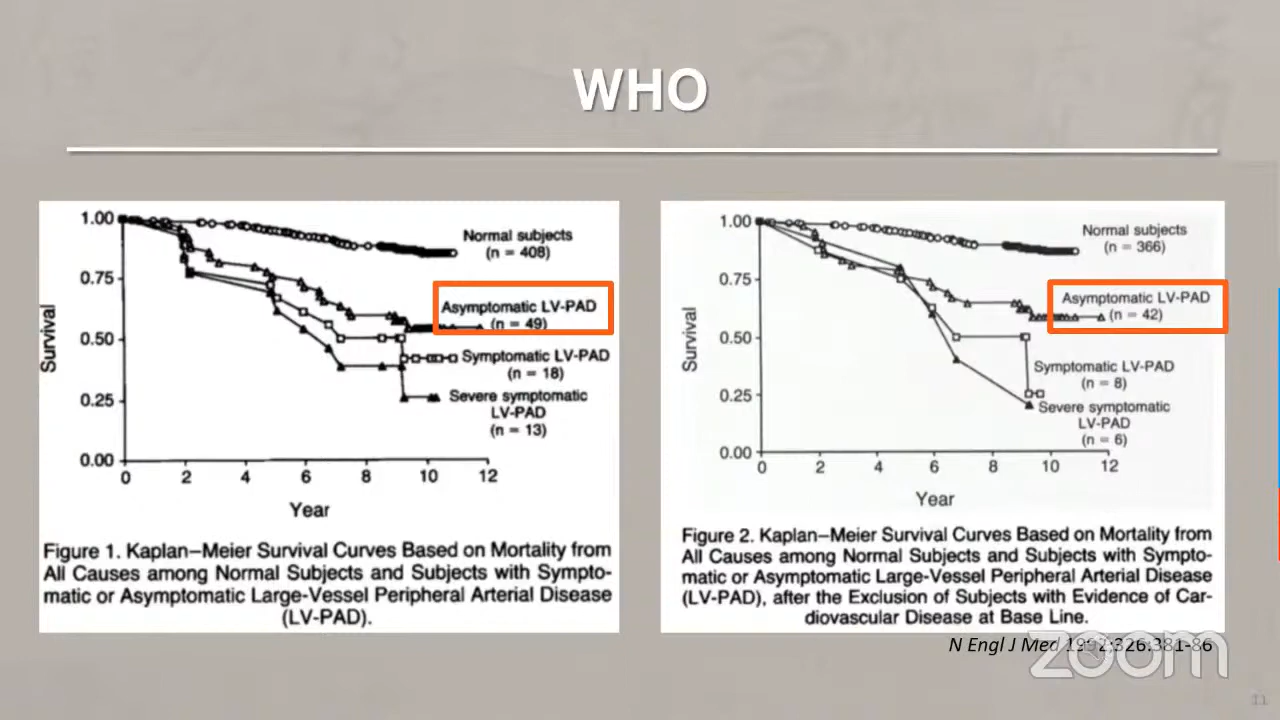 WHO
1.00
0.75
0.50
0.25
0.00
Survival
0 2 4 6 8 10 12
Year
Normal subjects
(n = 408)
Asymptomatic LV-PAD
(n = 49)
Symptomatic LV-PAD
(n = 18)
Severe symptomatic
LV-PAD
(n = 13)
Figure 1. Kaplan–Meier Survival Curves Based on Mortality from
All Causes among Normal Subjects and Subjects with Sympto-
matic or Asymptomatic Large-Vessel Peripheral Arterial Disease
(LV-PAD).
1.00
0.75
0.50
0.25
0.00
Survival
0 2 4 6 8 10 12
Year
Normal subjects
(n = 366)
Asymptomatic LV-PAD
(n = 42)
Symptomatic LV-PAD
(n = 8)
Severe symptomatic
LV-PAD
(n = 6)
Figure 2. Kaplan–Meier Survival Curves Based on Mortality from
All Causes among Normal Subjects and Subjects with Sympto-
matic or Asymptomatic Large-Vessel Peripheral Arterial Disease
(LV-PAD), after the Exclusion of Subjects with Evidence of Car-
diovascular Disease at Base Line.
N Engl J Med 1992;326:381-86
zoom
11